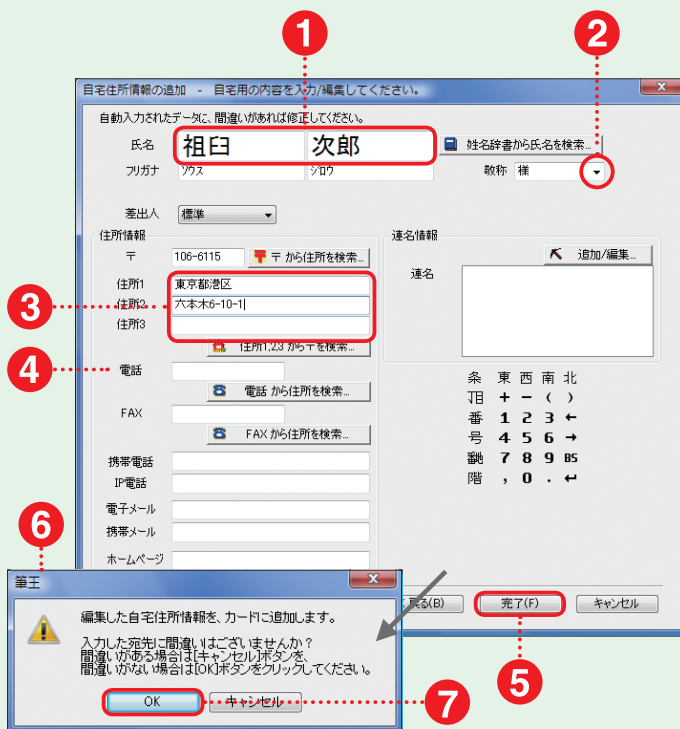 1
2
自宅住所情報の追加 - 自宅用の内容を入力/編集してください。
x
自動入力されたデータに、間違いがあれば修正してください。
氏名 祖臼 次郎 姓名辞書から氏名を検索...
フリガナ ソウス ジロウ 敬称 様
差出人 標準
住所情報
連名情報
〒 106-6115 〒 から住所を検索...
追加/編集...
連名
3
住所1 東京都港区
住所2 六本木6-10-1
住所3
住所1,2,3 から〒を検索...
4
電話
電話 から住所を検索...
FAX
FAX から住所を検索...
携帯電話
IP電話
電子メール
携帯メール
ホームページ
条 東 西 南 北
+ - ( )
番 1 2 3 ←
号 4 5 6 →
7 8 9 BS
階 , 0 . ↵
戻る(B) 完了(F) キャンセル
5
6
筆王
x
編集した自宅住所情報を、カードに追加します。
入力した宛先に間違いはございませんか?
間違いがある場合は[キャンセル]ボタンを、
間違いがない場合は[OK]ボタンをクリックしてください。
OK キャンセル
7